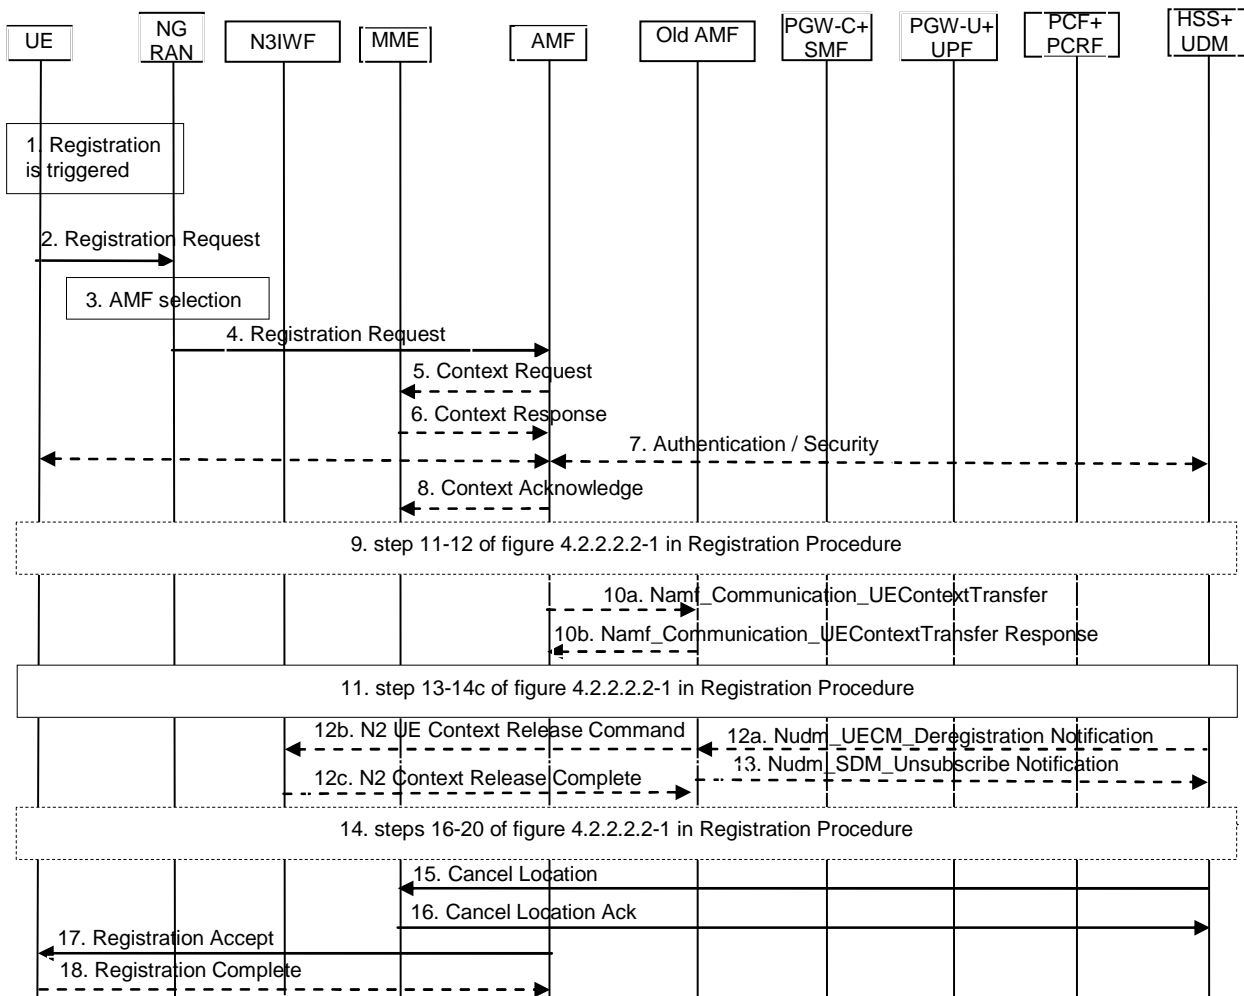 UE
NG
RAN
N3IWF
MME
AMF
Old AMF
PGW-C+
SMF
PGW-U+
UPF
PCF+
PCRF
HSS+
UDM
1. Registration
is triggered
2. Registration Request
3. AMF selection
4. Registration Request
5. Context Request
6. Context Response
7. Authentication / Security
8. Context Acknowledge
9. step 11-12 of figure 4.2.2.2.2-1 in Registration Procedure
10a. Namf_Communication_UEContextTransfer
10b. Namf_Communication_UEContextTransfer Response
11. step 13-14c of figure 4.2.2.2.2-1 in Registration Procedure
12b. N2 UE Context Release Command
12a. Nudm_UECM_Deregistration Notification
12c. N2 Context Release Complete
13. Nudm_SDM_Unsubscribe Notification
14. steps 16-20 of figure 4.2.2.2.2-1 in Registration Procedure
15. Cancel Location
16. Cancel Location Ack
17. Registration Accept
18. Registration Complete